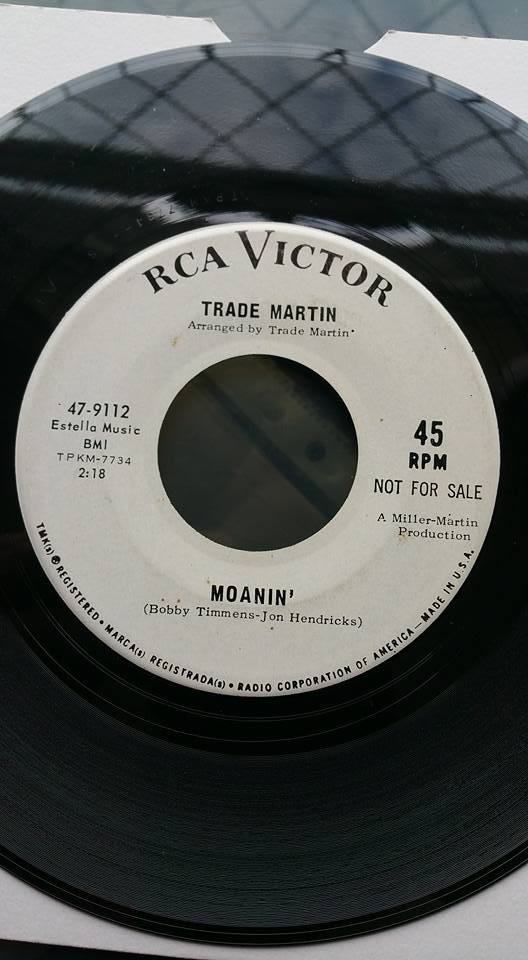 RCA VICTOR
TRADE MARTIN
Arranged by Trade Martin
47-9112
Estella Music
BMI
TPKM-7734
2:18
45
RPM
NOT FOR SALE
A Miller-Martin
Production
MOANIN'
(Bobby Timmens-Jon Hendricks)
TMK(s) ® REGISTERED • MARCA(s) REGISTRADA(s) • RADIO CORPORATION OF AMERICA—MADE IN U.S.A.